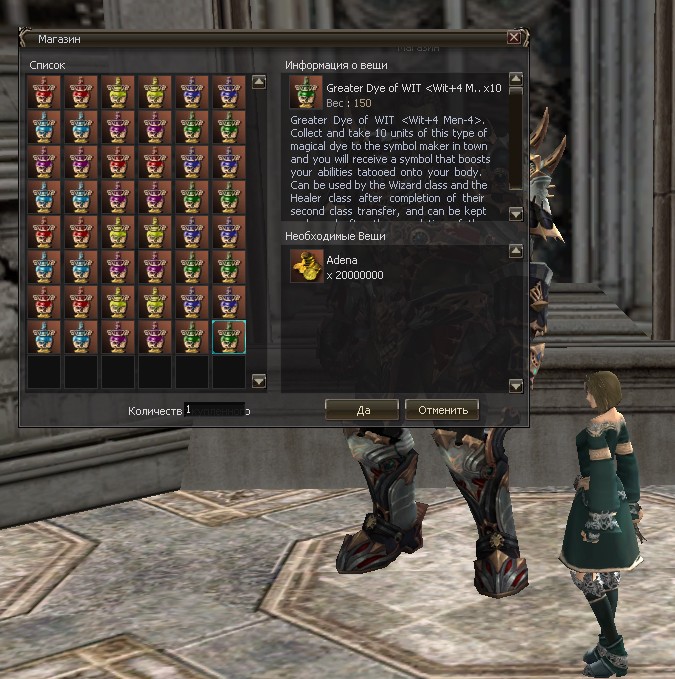 Магазин
Список
Информация о вещи
Greater Dye of WIT <Wit+4 M.. x10
Вес : 150
Greater Dye of WIT <Wit+4 Men-4>.
Collect and take 10 units of this type of
magical dye to the symbol maker in town
and you will receive a symbol that boosts
your abilities tatooed onto your body.
Can be used by the Wizard class and the
Healer class after completion of their
second class transfer, and can be kept
Необходимые Вещи
Adena
x 20000000
Количеств 1 о
Да
Отменить